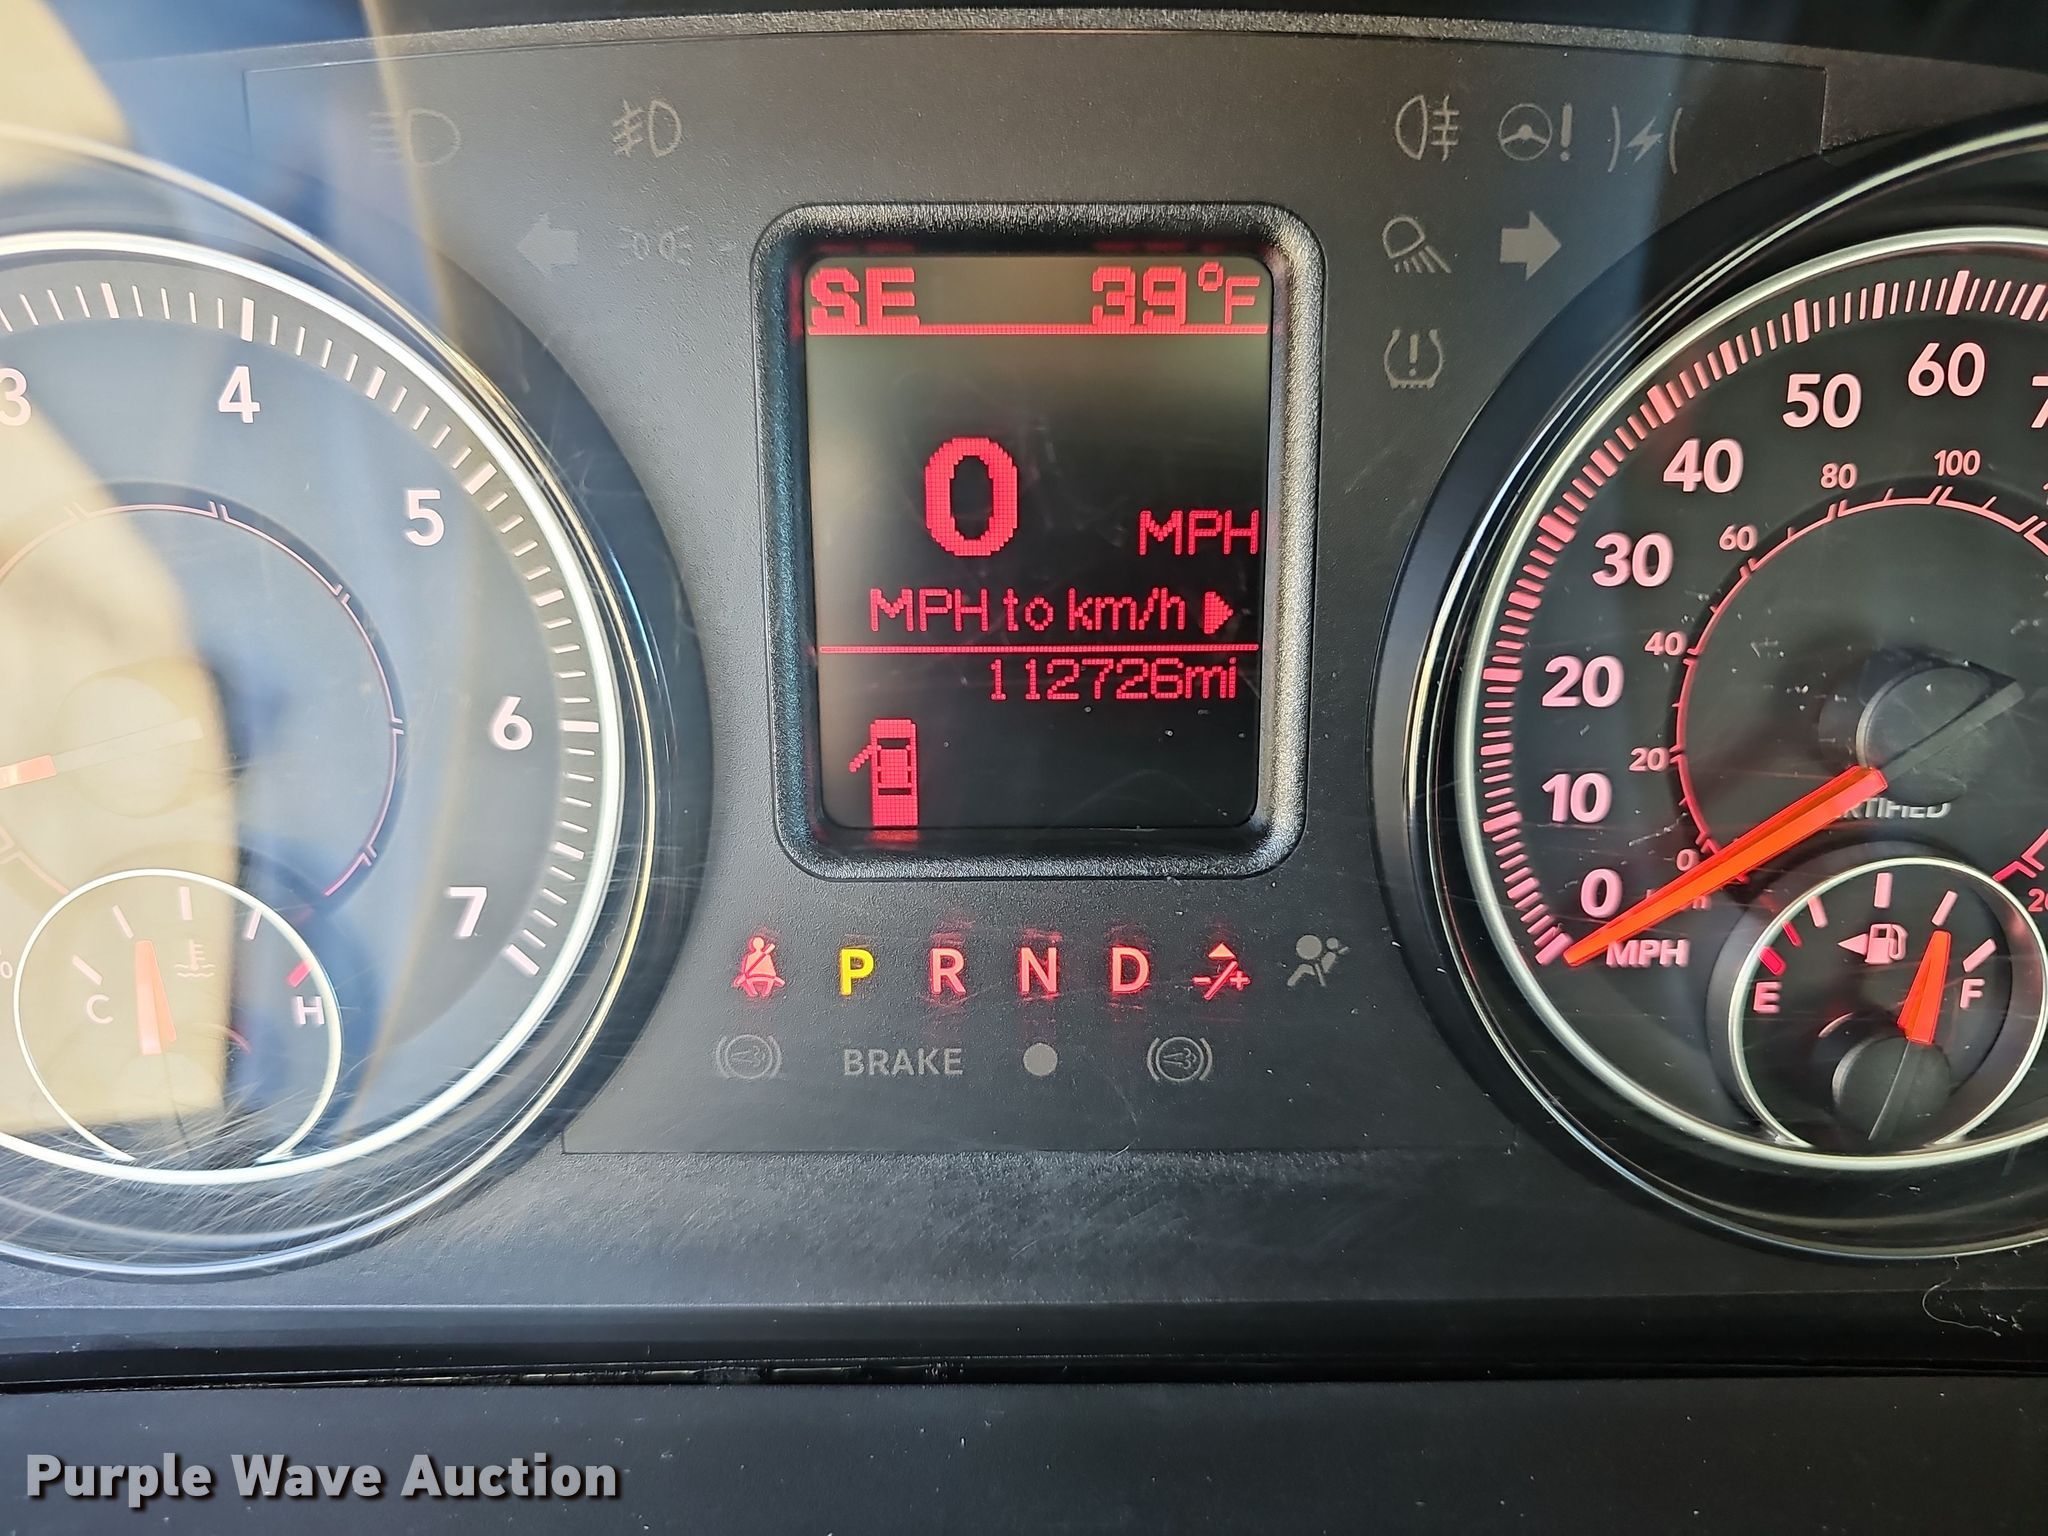 SE 39°F
0 MPH
MPH to km/h
112726mi
3 4 5 6 7
C H
P R N D +
BRAKE
0 10 20 30 40 50 60
0 20 40 60 80 100
MPH
RTIFIED
E F
Purple Wave Auction